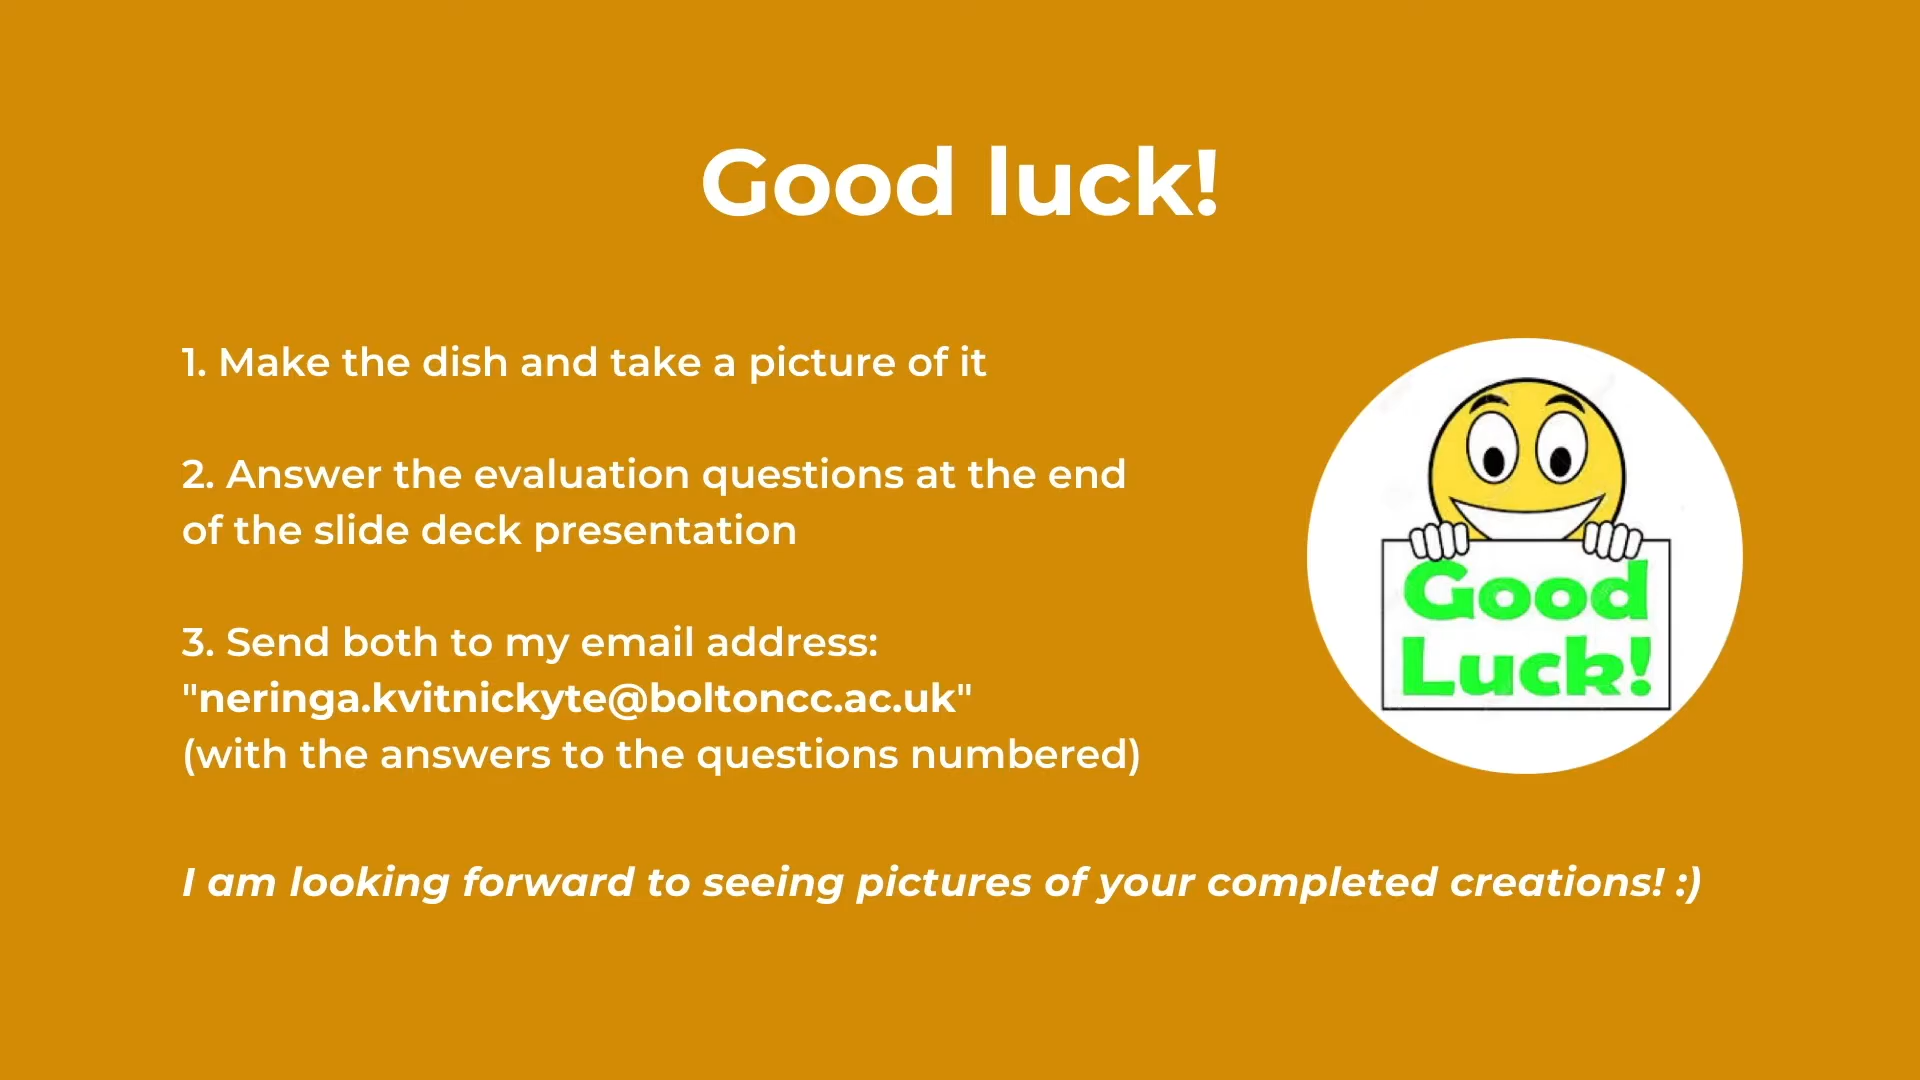 Good luck!
1. Make the dish and take a picture of it
2. Answer the evaluation questions at the end
of the slide deck presentation
3. Send both to my email address:
"neringa.kvitnickyte@boltoncc.ac.uk"
(with the answers to the questions numbered)
Good
Luck!
I am looking forward to seeing pictures of your completed creations! :)